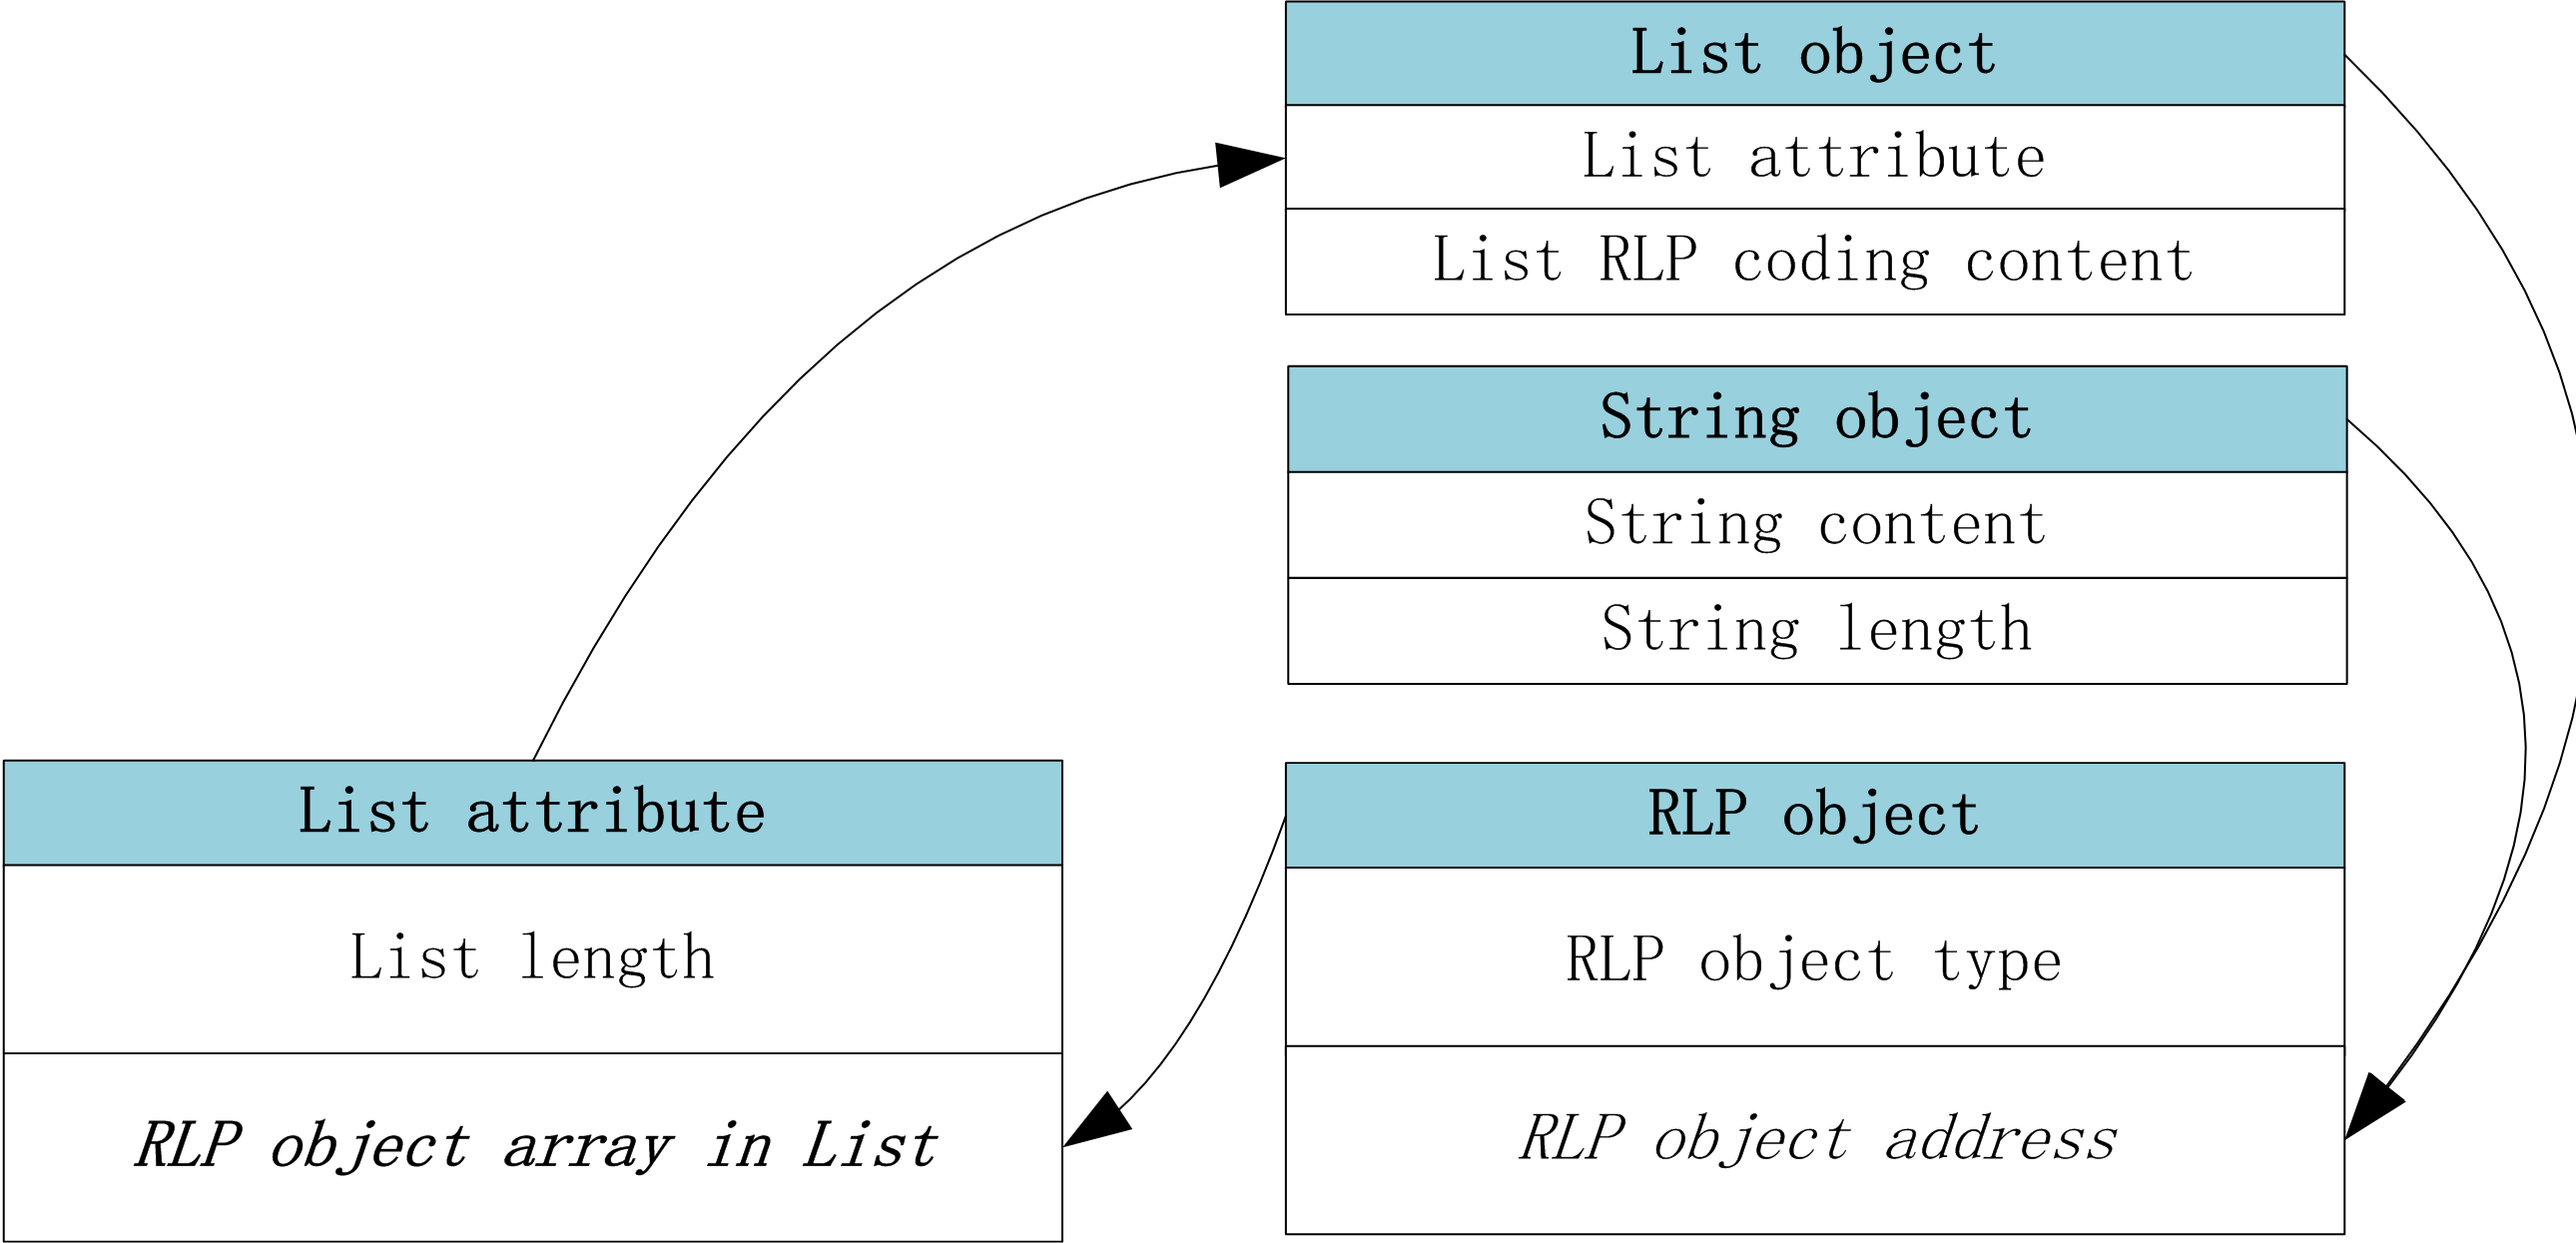 List object
List attribute
List RLP coding content
String object
String content
String length
List attribute
List length
RLP object array in List
RLP object
RLP object type
RLP object address